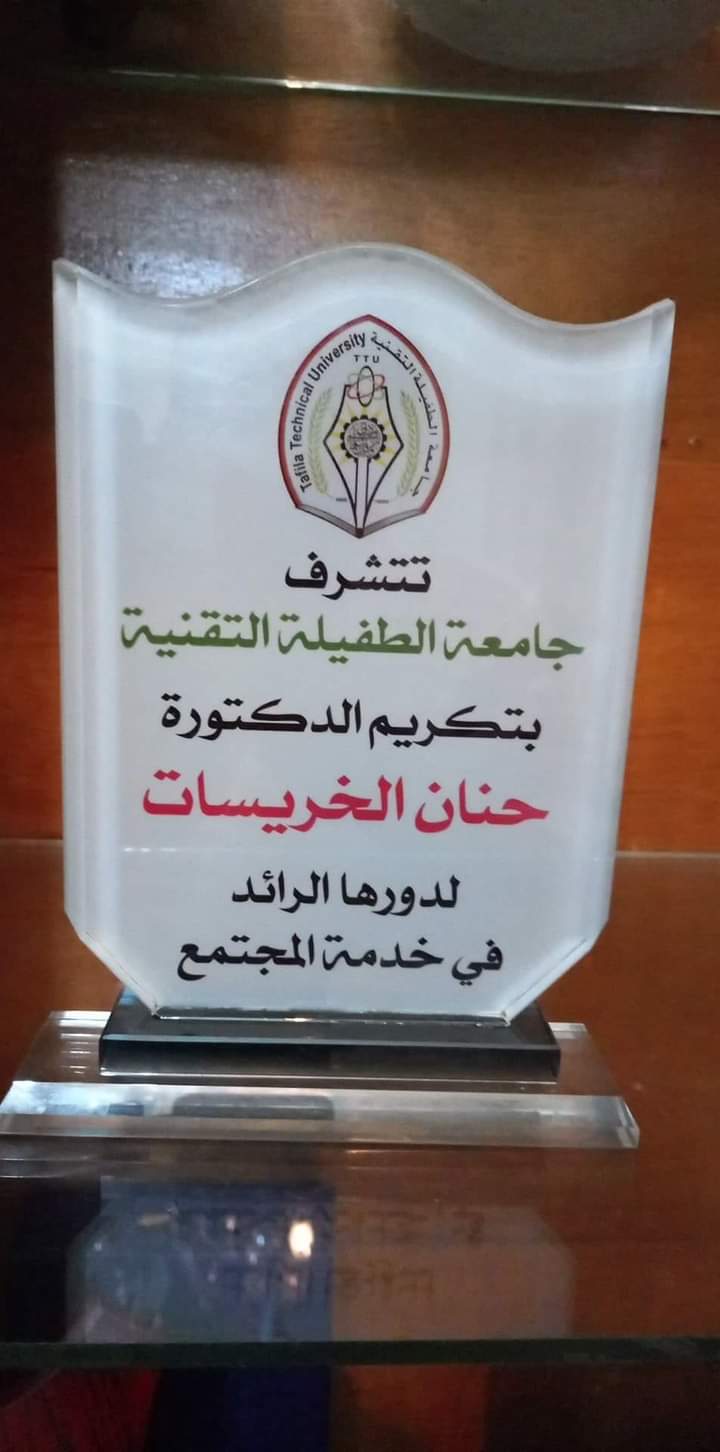 Tafila Technical University جامعة الطفيلة التقنية
TTU
تتشرف
جامعة الطفيلة التقنية
بتكريم الدكتورة
حنان الخريسات
لدورها الرائد
في خدمة المجتمع